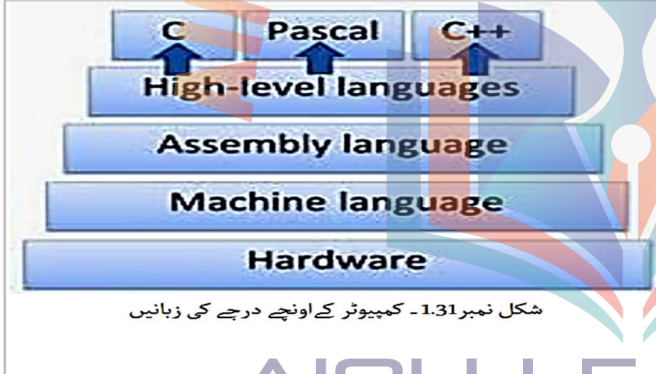 C Pascal C++
High-level languages
Assembly language
Machine language
Hardware
شکل نمبر1.31۔ کمپیوٹر کے اونچے درجے کی زبانیں